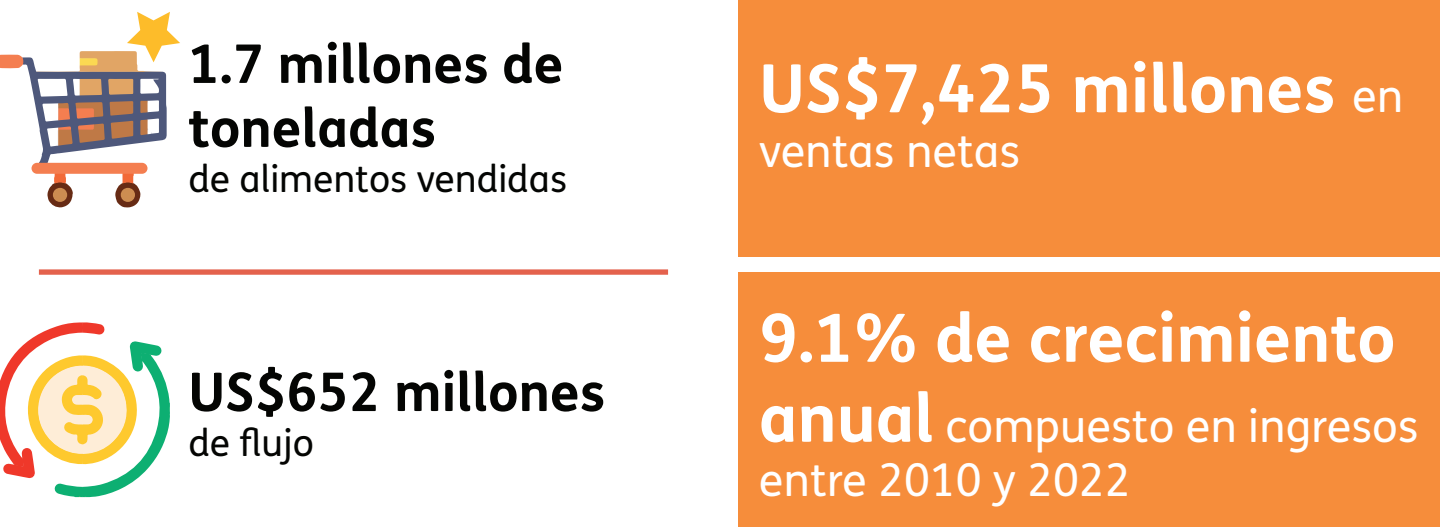 1.7 millones de
toneladas
de alimentos vendidas
US$652 millones
de flujo
US$7,425 millones en
ventas netas
9.1% de crecimiento
anual compuesto en ingresos
entre 2010 y 2022